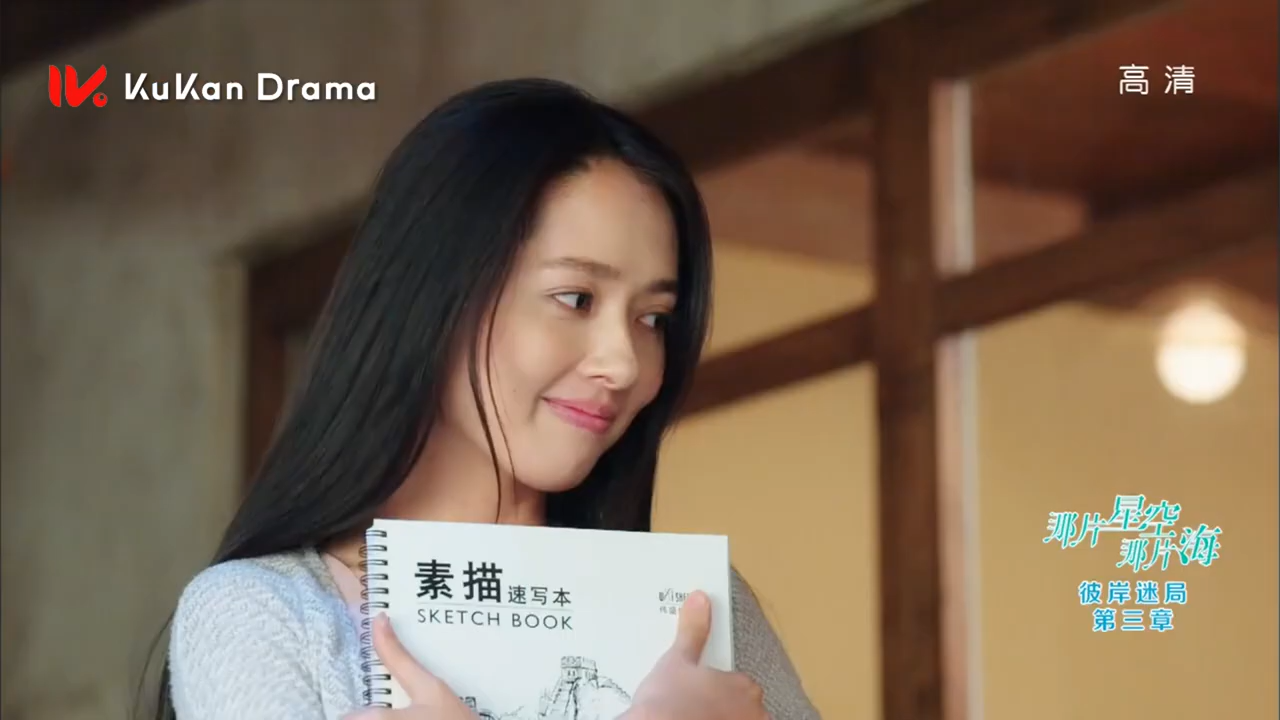 KuKan Drama
高清
素描速写本
SKETCH BOOK
那片星空
那片海
彼岸迷局
第三章